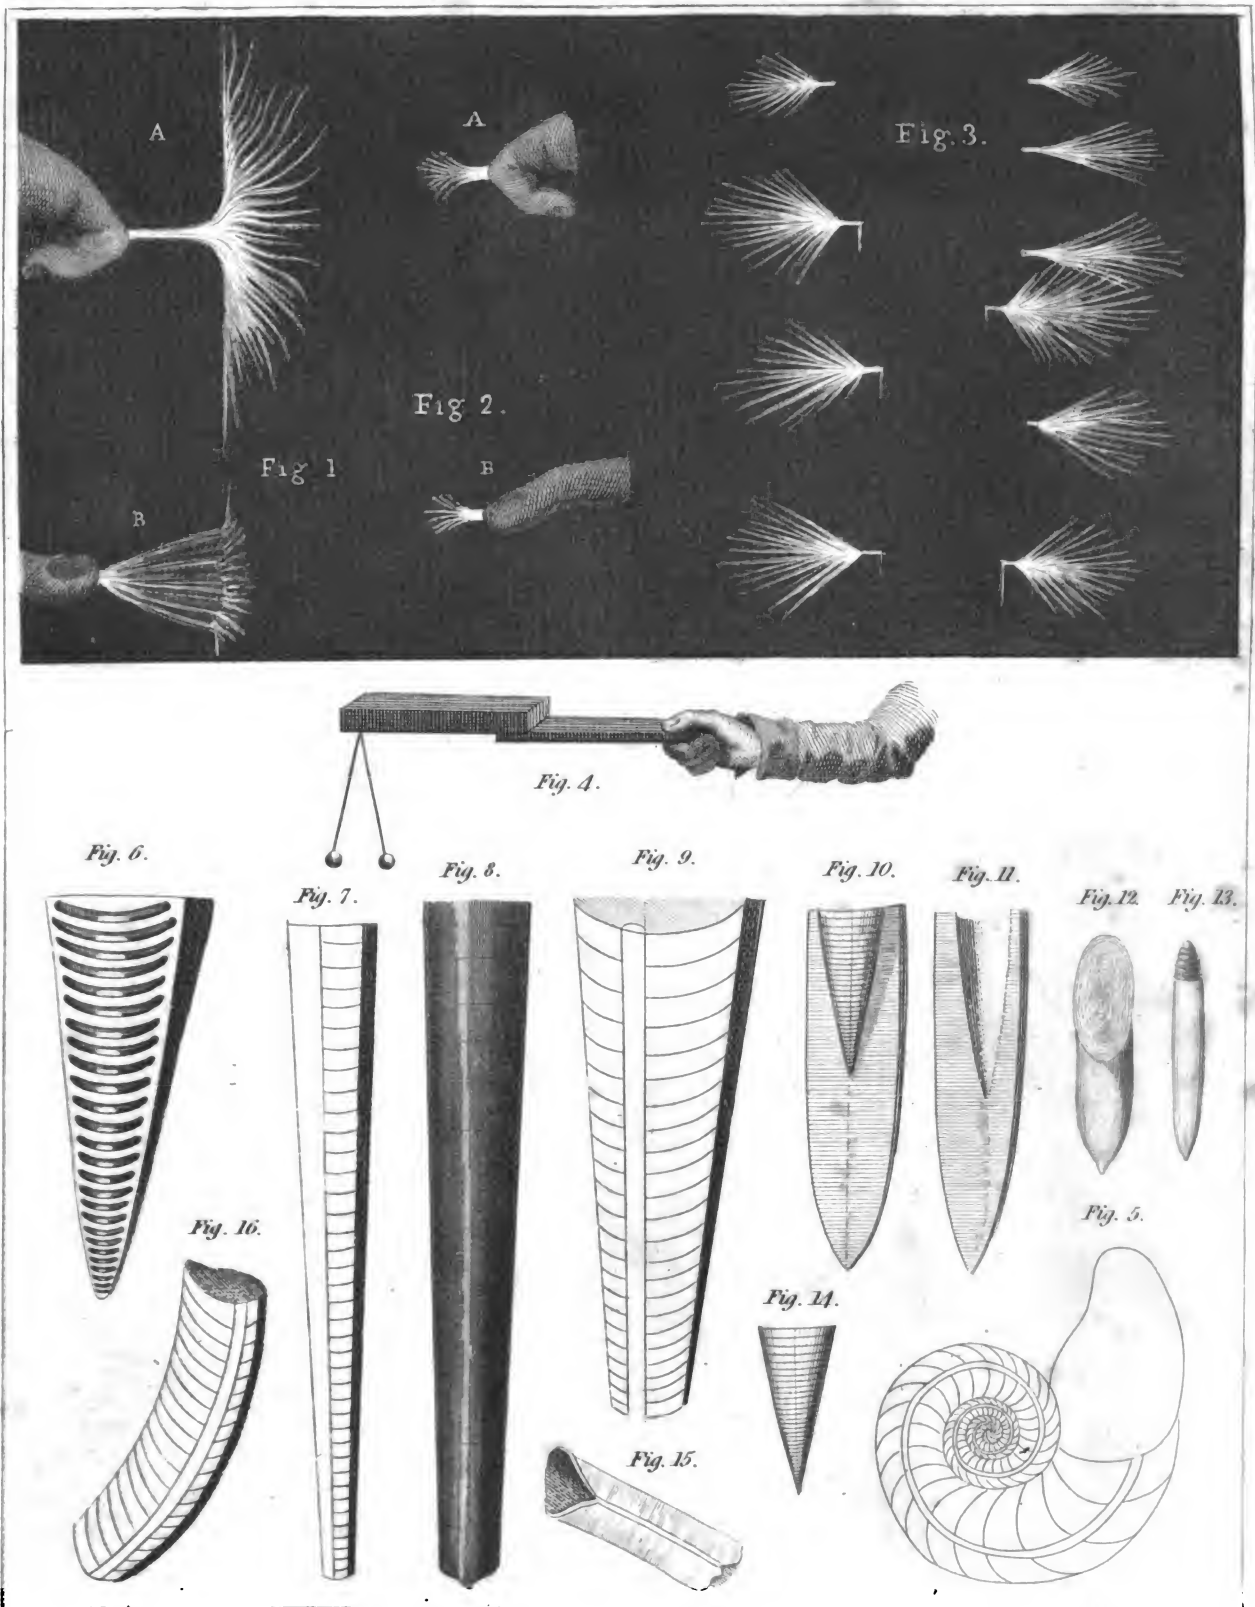 A
A
Fig. 3.
Fig 2.
Fig 1
B
B
Fig. 4.
Fig. 6.
Fig. 7.
Fig. 8.
Fig. 9.
Fig. 10.
Fig. 11.
Fig. 12.
Fig. 13.
Fig. 16.
Fig. 5.
Fig. 14.
Fig. 15.